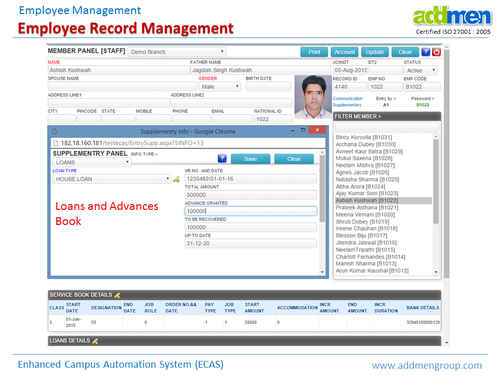 Employee Management
Employee Record Management
addmen
Certified ISO 27001 : 2005
MEMBER PANEL [STAFF] Demo Branch Print Account Update Clear ?
NAME FATHER NAME JOINDT DT2 STATUS
Ashish Kushwah Jagdish Singh Kushwah 05-Aug-2015 Active
SPOUSE NAME GENDER BIRTH DATE RECORD ID EMP NO EMP CODE
Male 4140 1022 B1022
ADDRESS LINE1 ADDRESS LINE2 Communication Entry by = Password =
Supplementary A1 B1022
CITY PINCODE STATE MOBILE PHONE EMAIL NATIONAL ID
1022
FILTER MEMBER >
Supplementary Info - Google Chrome
182.18.160.181/testecas/EntrySupp.aspx?SINFO=13
SUPPLEMENTRY PANEL INFO TYPE = ? Save Clear
LOANS
LOAN TYPE VR NO. AND DATE
HOUSE LOAN 1235482/01-01-16
TOTAL AMOUNT
500000
ADVANCE GRANTED
100000
TO BE RECOVERED
100000
UP TO DATE
31-12-20
Loans and Advances
Book
Bincy Kuruvila [B1031]
Archana Dubey [B1030]
Avneet Kaur Batra [B1029]
Mukul Saxena [B1028]
Neelam Mishra [B1027]
Agnes Jacob [B1026]
Natasha Sharma [B1025]
Abha Arora [B1024]
Ajay Kumar Soni [B1023]
Ashish Kushwah [B1022]
Prateek Asthana [B1021]
Meena Virmani [B1020]
Shruti Dubey [B1019]
Ireene Chauhan [B1018]
Blesson Biju [B1017]
Jitendra Jaiswal [B1016]
NeelamTripathi [B1015]
Charlott Fernandes [B1014]
Manish Sharma [B1013]
Arun Kumar Kaushal [B1012]
SERVICE BOOK DETAILS
CLASS START DATE DESIGNATION END DATE JOB ROLE ORDER NO.&& DATE PAY TYPE JOB TYPE START AMOUNT ACCOMMODATION INCR AMOUNT END AMOUNT INCR DURATION BANK DETAILS
3 01-Jan-2015 53 0 1 1 25000 0
LOANS DETAILS
Enhanced Campus Automation System (ECAS)
www.addmengroup.com